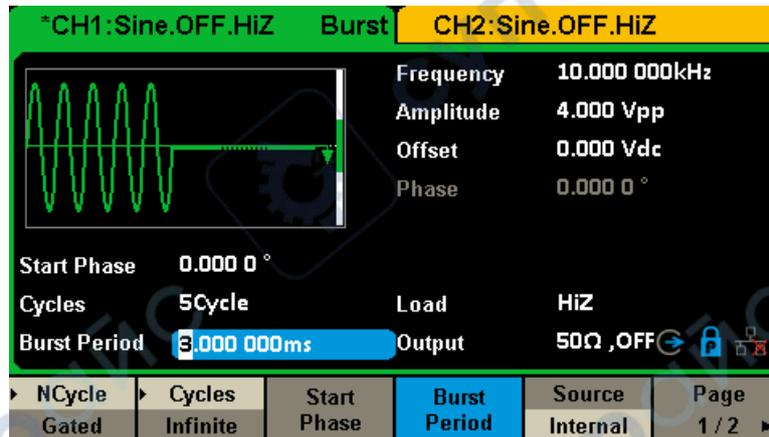 *CH1:Sine.OFF.HiZ Burst CH2:Sine.OFF.HiZ
Frequency 10.000 000kHz
Amplitude 4.000 Vpp
Offset 0.000 Vdc
Phase 0.000 0 °
Start Phase 0.000 0 °
Cycles 5Cycle Load HiZ
Burst Period 3.000 000ms Output 50Ω ,OFF
NCycle Cycles Start Burst Source Page
Gated Infinite Phase Period Internal 1 / 2